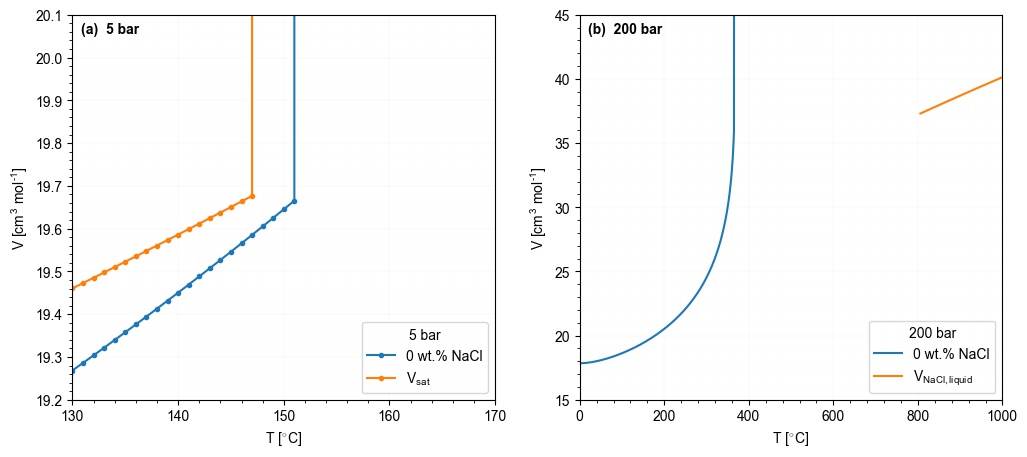 (a) 5 bar
20.1
20.0
19.9
19.8
19.7
19.6
19.5
19.4
19.3
19.2
V [cm³ mol⁻¹]
130
140
150
160
170
T [°C]
5 bar
0 wt.% NaCl
Vsat
(b) 200 bar
45
40
35
30
25
20
15
V [cm³ mol⁻¹]
0
200
400
600
800
1000
T [°C]
200 bar
0 wt.% NaCl
VNaCl,liquid